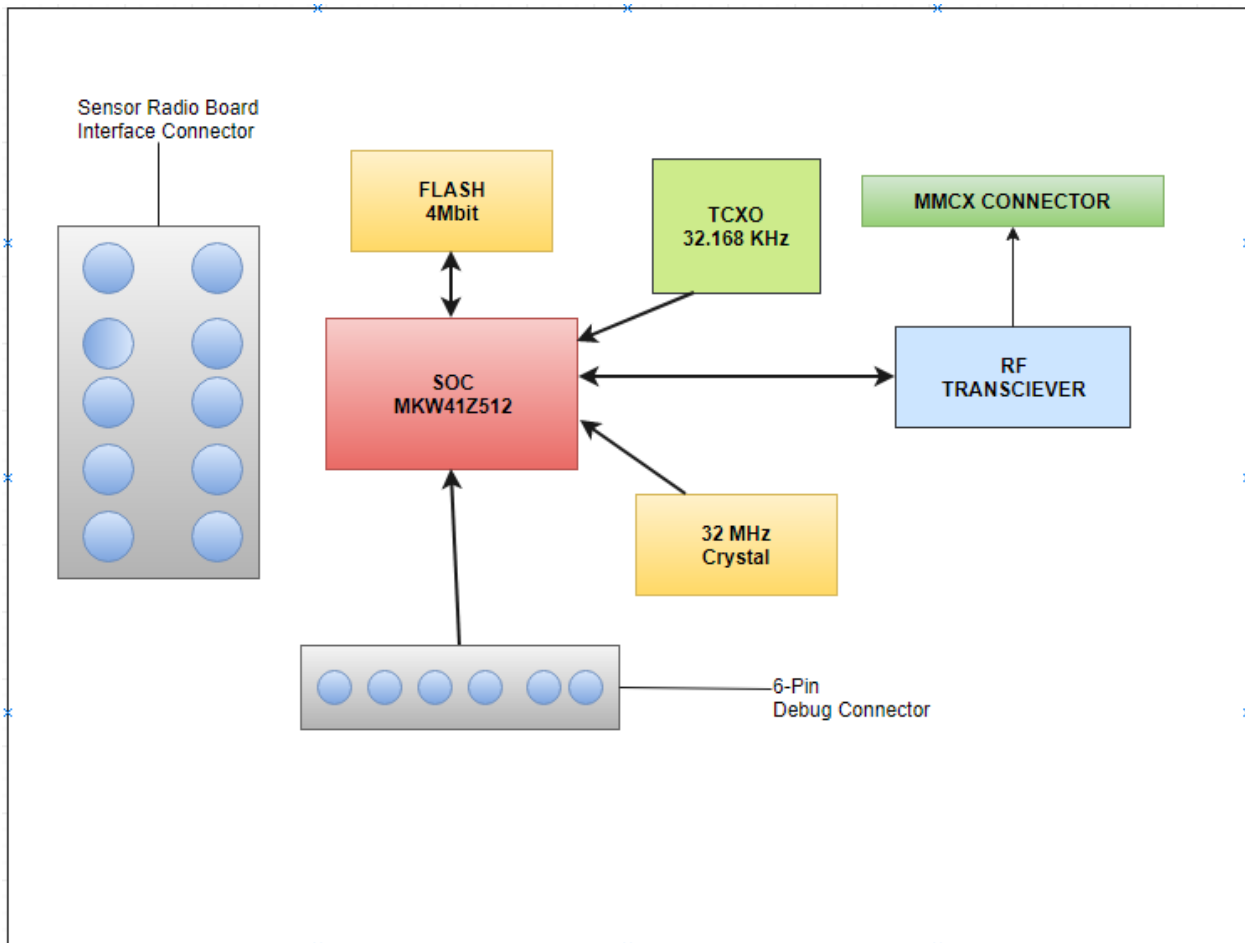 Sensor Radio Board
Interface Connector
FLASH
4Mbit
TCXO
32.168 KHz
MMCX CONNECTOR
SOC
MKW41Z512
RF
TRANSCIEVER
32 MHz
Crystal
6-Pin
Debug Connector